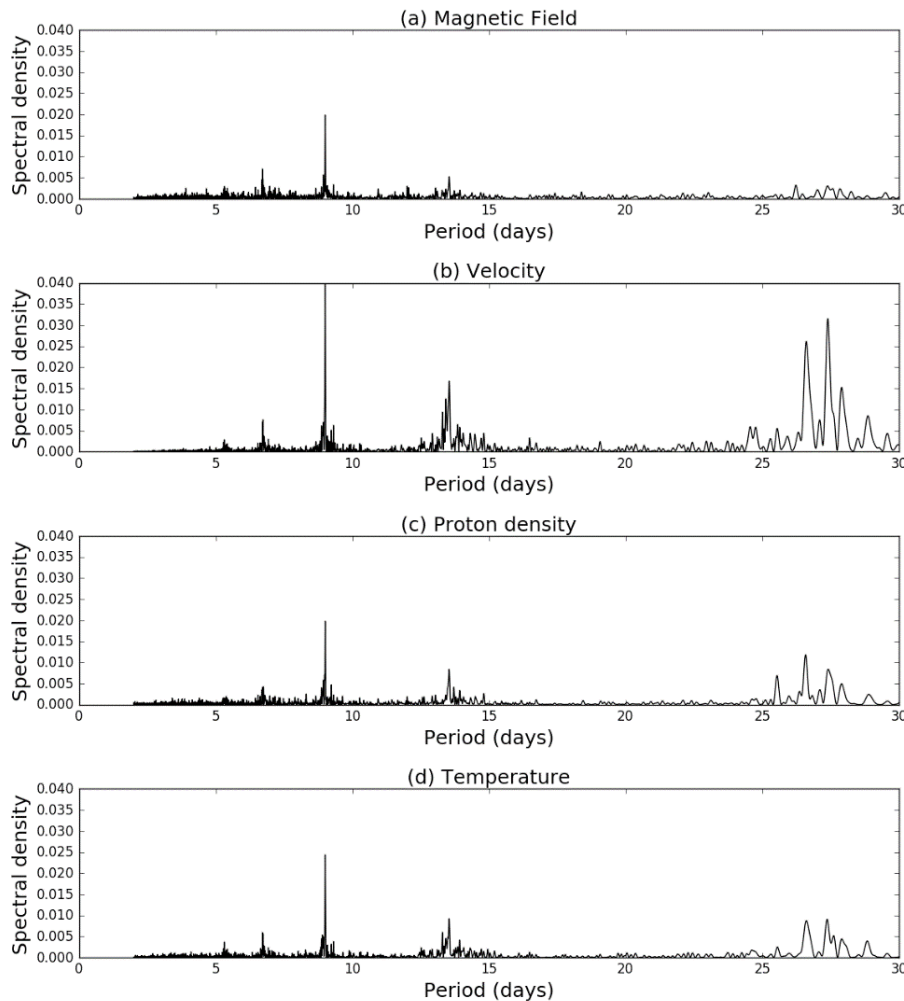 (a) Magnetic Field
Spectral density
0.040
0.035
0.030
0.025
0.020
0.015
0.010
0.005
0.000
0 5 10 15 20 25 30
Period (days)
(b) Velocity
Spectral density
0.040
0.035
0.030
0.025
0.020
0.015
0.010
0.005
0.000
0 5 10 15 20 25 30
Period (days)
(c) Proton density
Spectral density
0.040
0.035
0.030
0.025
0.020
0.015
0.010
0.005
0.000
0 5 10 15 20 25 30
Period (days)
(d) Temperature
Spectral density
0.040
0.035
0.030
0.025
0.020
0.015
0.010
0.005
0.000
0 5 10 15 20 25 30
Period (days)